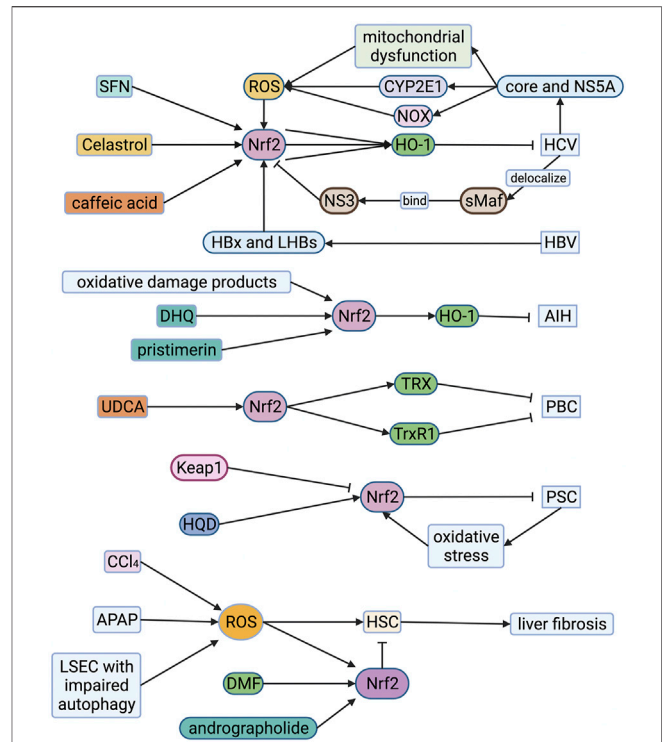 mitochondrial
dysfunction
SFN
ROS
CYP2E1
core and NS5A
NOX
Celastrol
Nrf2
HO-1
HCV
delocalize
caffeic acid
NS3
bind
sMaf
HBx and LHBs
HBV
oxidative damage products
DHQ
Nrf2
HO-1
AIH
pristimerin
TRX
UDCA
Nrf2
PBC
TrxR1
Keap1
Nrf2
PSC
HQD
oxidative
stress
CCl₄
APAP
ROS
HSC
liver fibrosis
LSEC with
impaired
autophagy
DMF
Nrf2
andrographolide